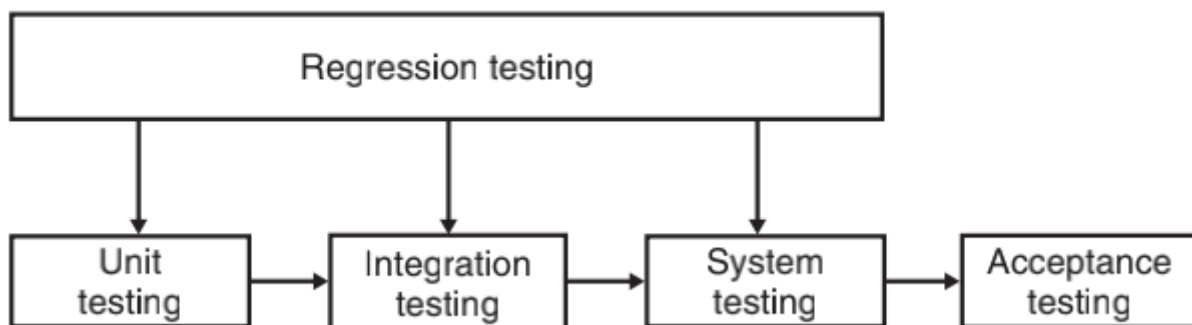 Regression testing
Unit
testing
Integration
testing
System
testing
Acceptance
testing